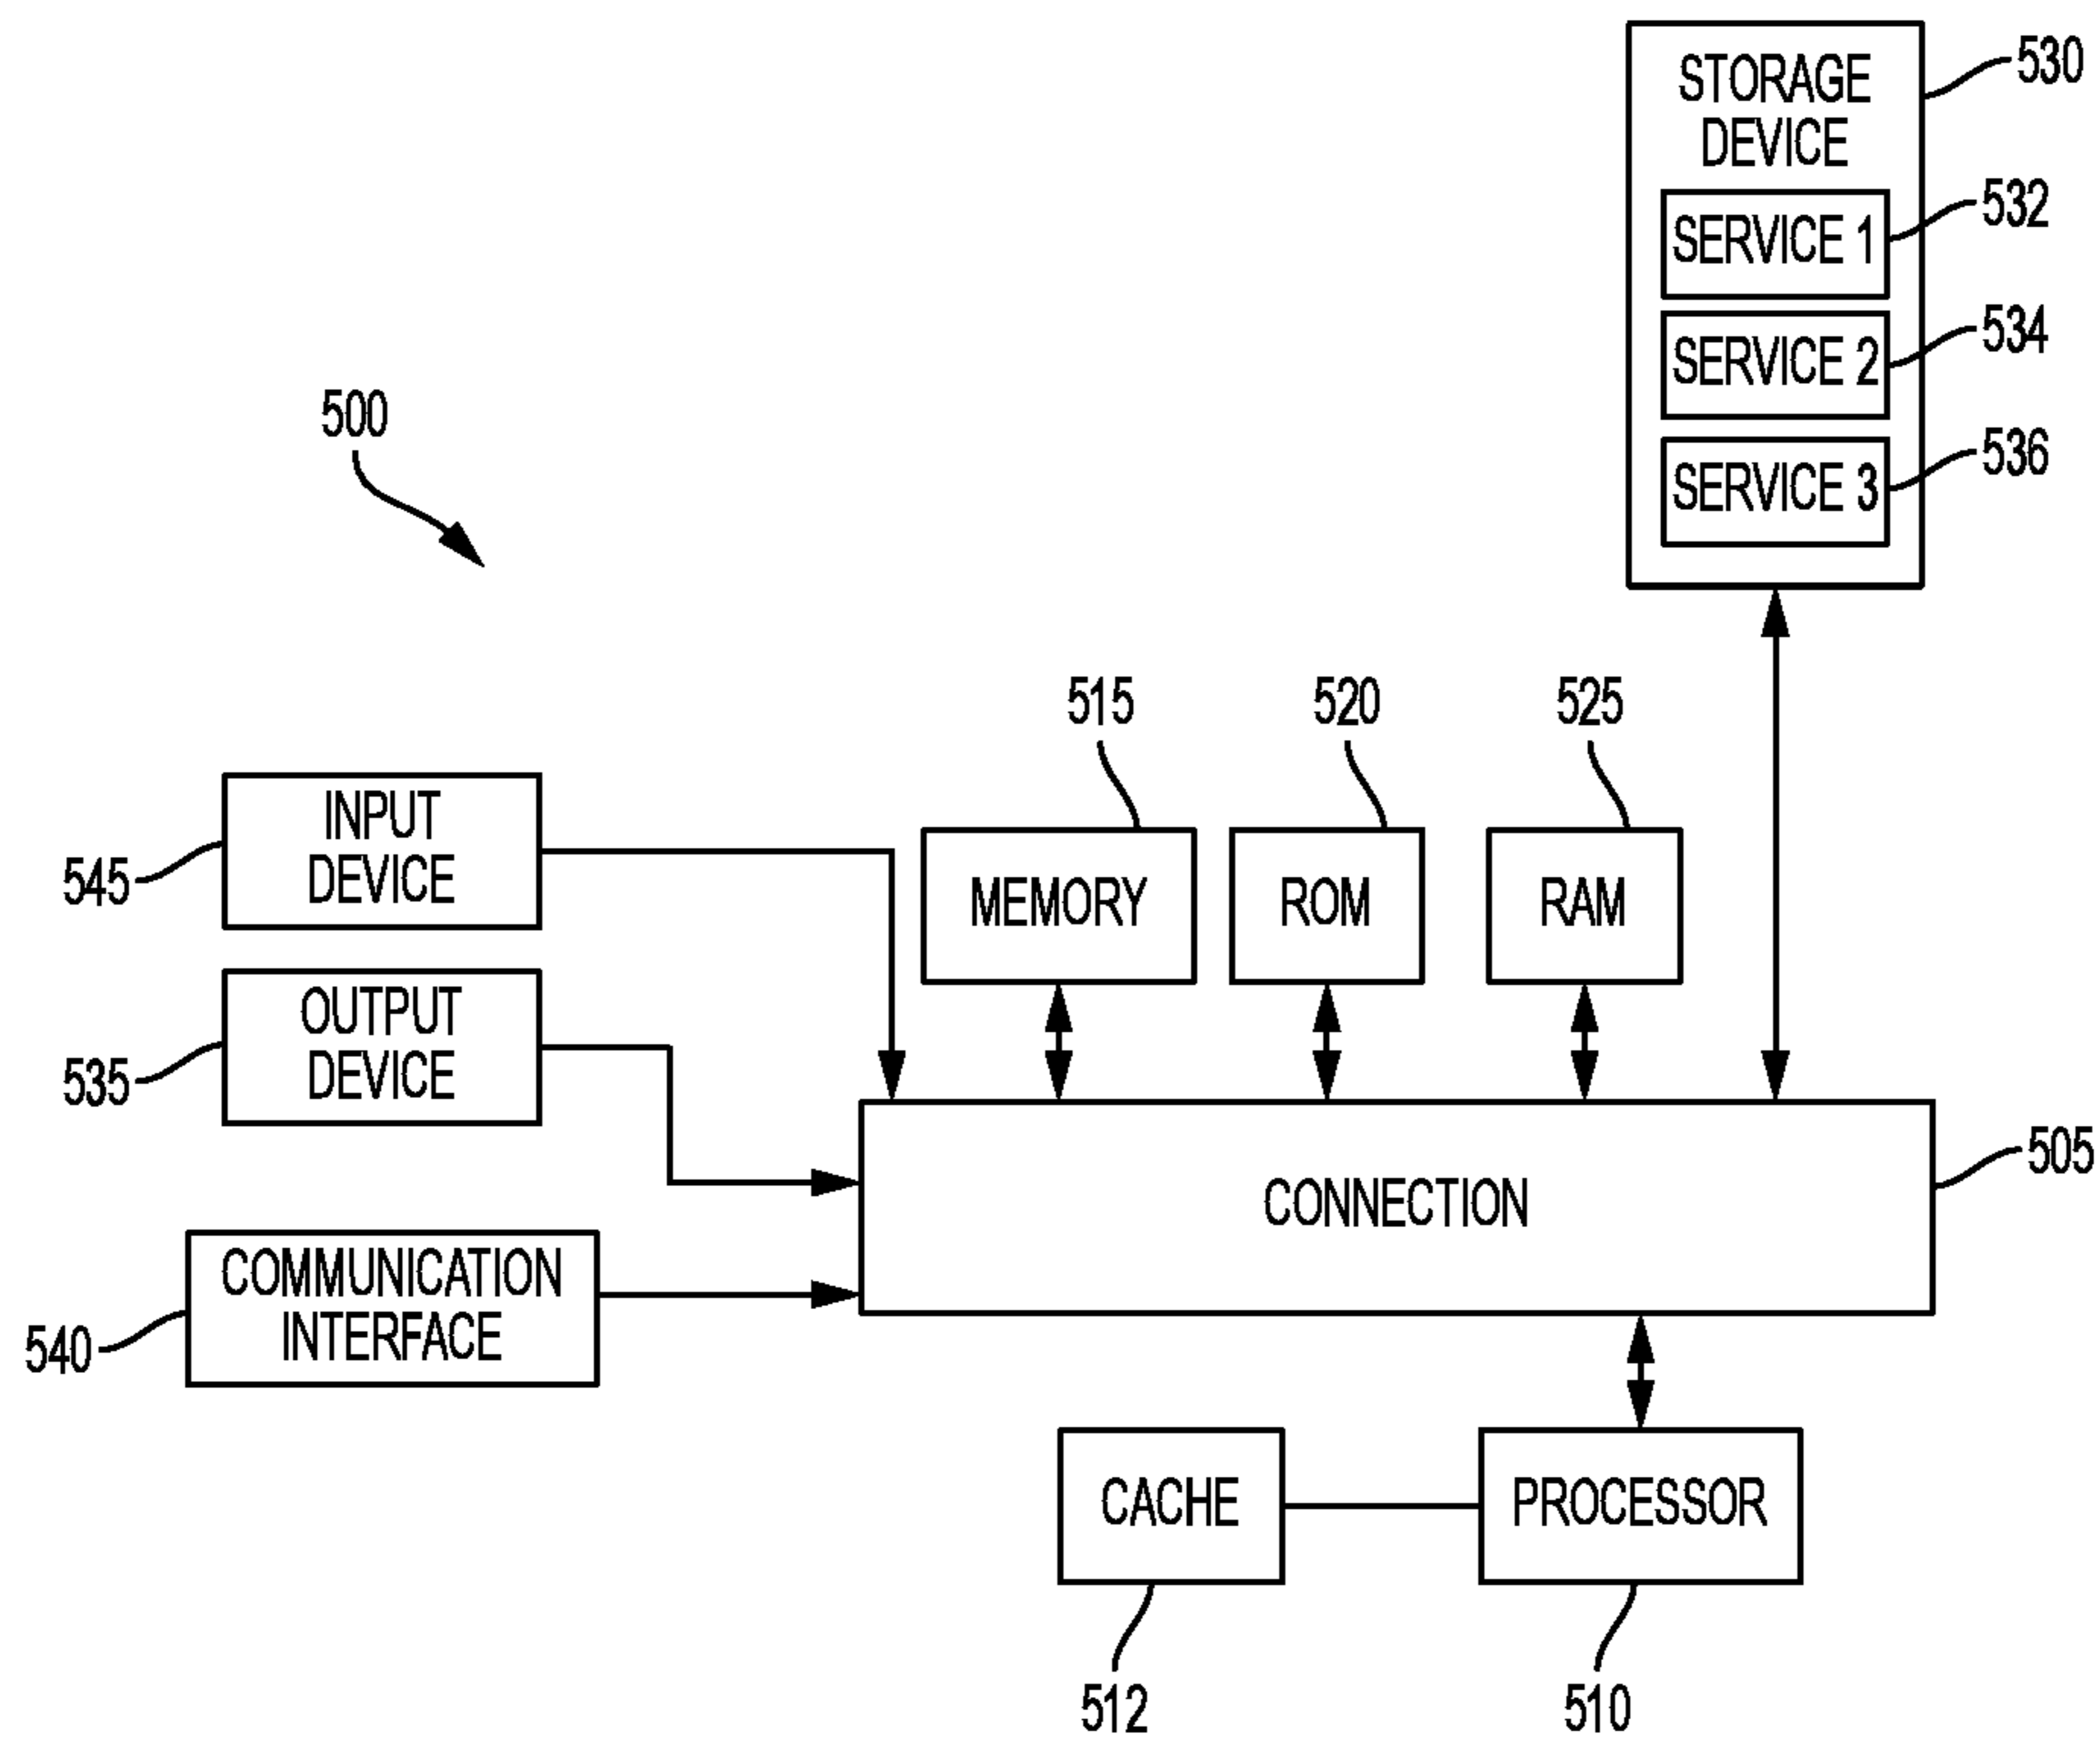 530
STORAGE
DEVICE
532
SERVICE 1
534
SERVICE 2
536
SERVICE 3
500
515
520
525
INPUT
DEVICE
545
MEMORY
ROM
RAM
OUTPUT
DEVICE
535
505
CONNECTION
COMMUNICATION
INTERFACE
540
CACHE
PROCESSOR
512
510